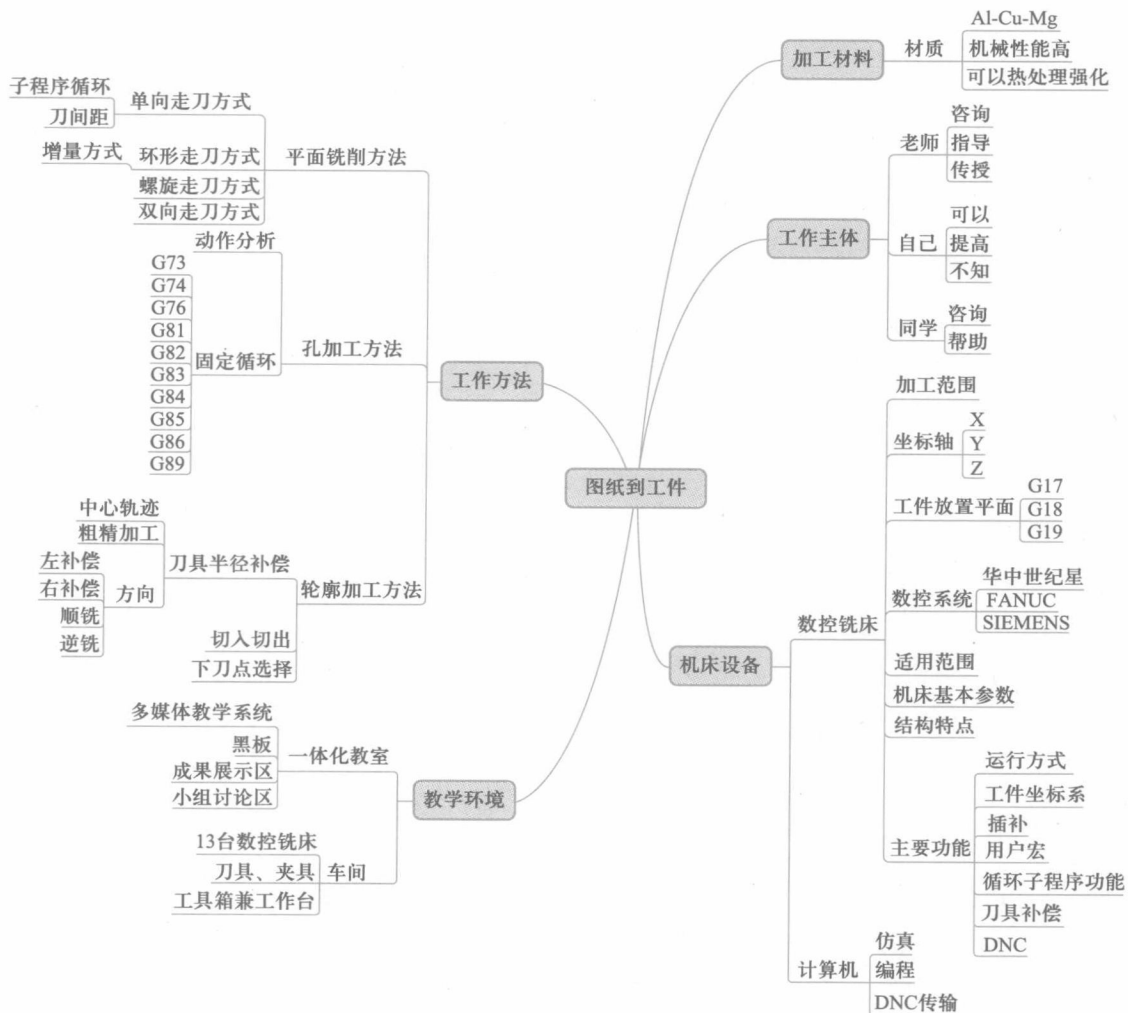 图纸到工件
加工材料
材质
Al-Cu-Mg
机械性能高
可以热处理强化
工作主体
老师
咨询
指导
传授
自己
可以
提高
不知
同学
咨询
帮助
机床设备
数控铣床
加工范围
坐标轴
X
Y
Z
工件放置平面
G17
G18
G19
数控系统
华中世纪星
FANUC
SIEMENS
适用范围
机床基本参数
结构特点
主要功能
运行方式
工件坐标系
插补
用户宏
循环子程序功能
刀具补偿
DNC
计算机
仿真
编程
DNC传输
工作方法
平面铣削方法
单向走刀方式
子程序循环
刀间距
环形走刀方式
增量方式
螺旋走刀方式
双向走刀方式
孔加工方法
动作分析
固定循环
G73
G74
G76
G81
G82
G83
G84
G85
G86
G89
轮廓加工方法
刀具半径补偿
中心轨迹
粗精加工
方向
左补偿
右补偿
顺铣
逆铣
切入切出
下刀点选择
教学环境
一体化教室
多媒体教学系统
黑板
成果展示区
小组讨论区
车间
13台数控铣床
刀具、夹具
工具箱兼工作台